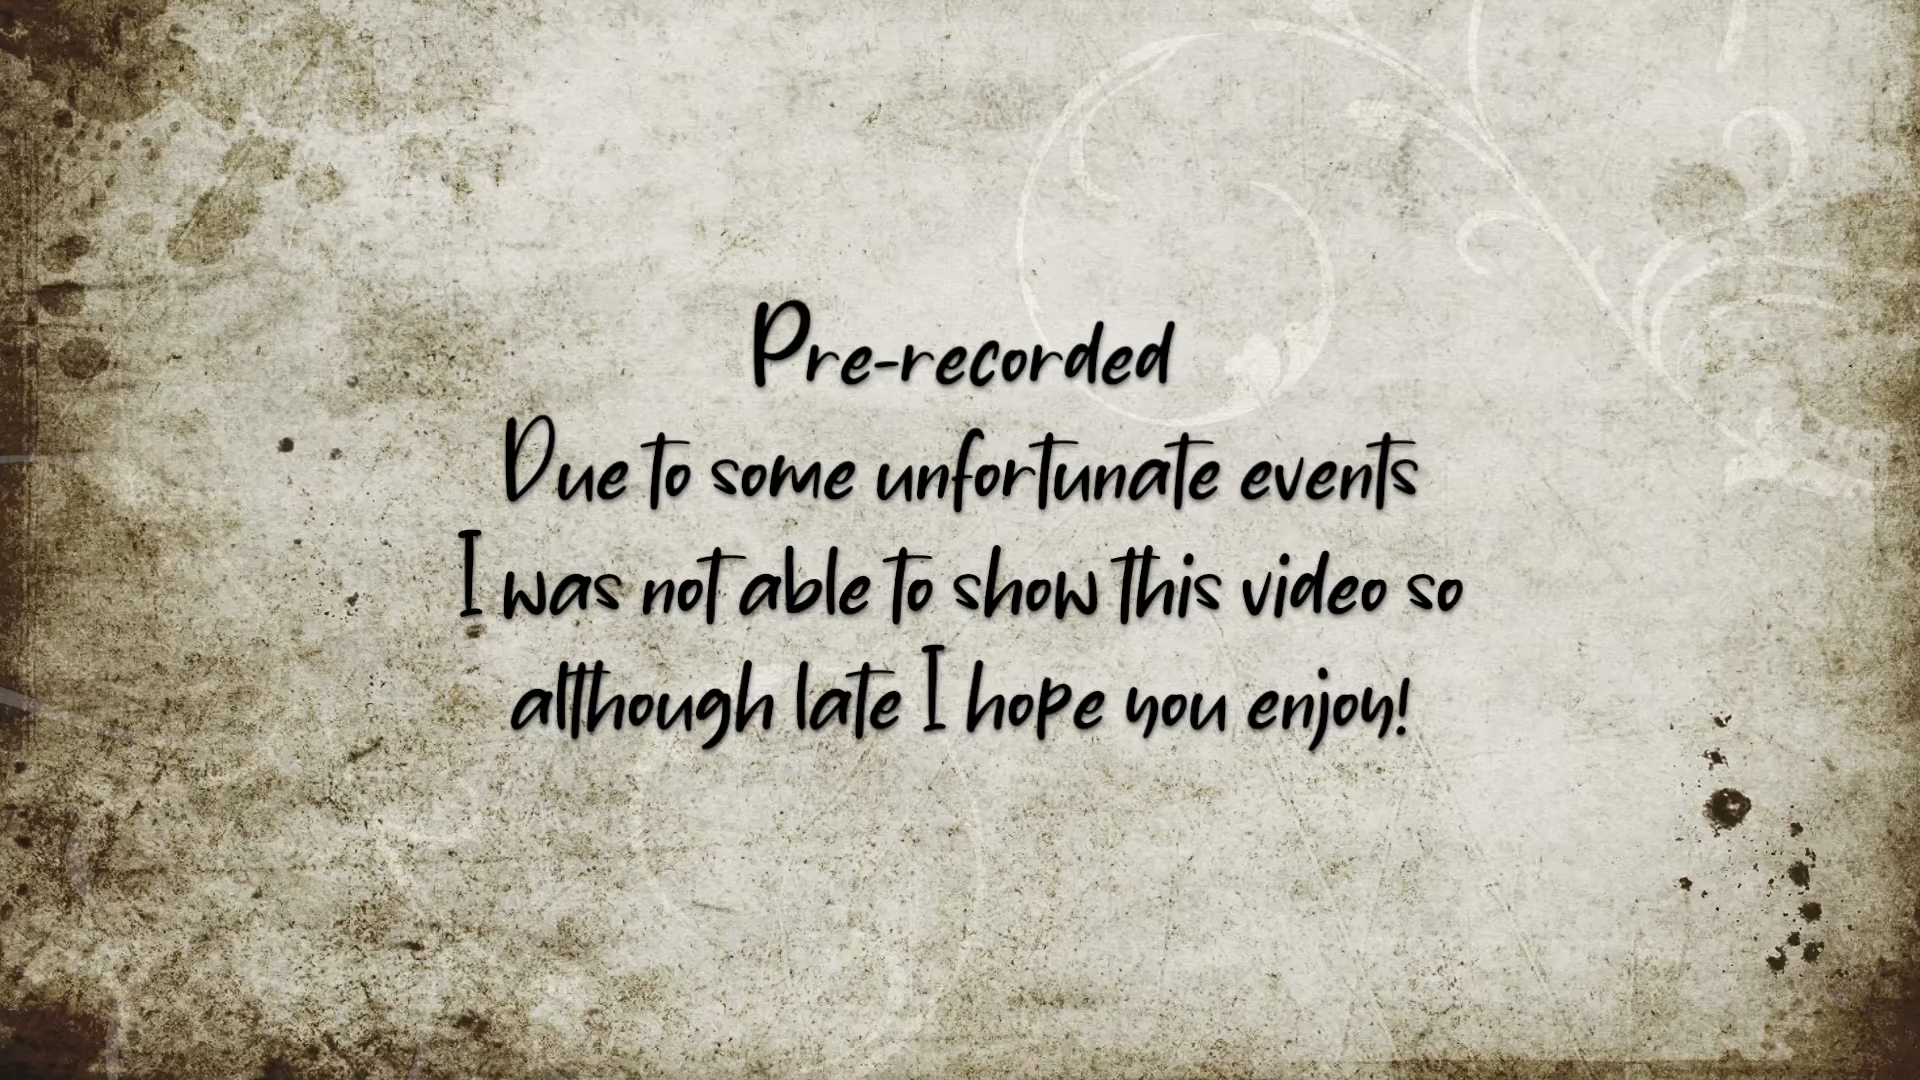 Pre-recorded
Due to some unfortunate events
I was not able to show this video so
although late I hope you enjoy!